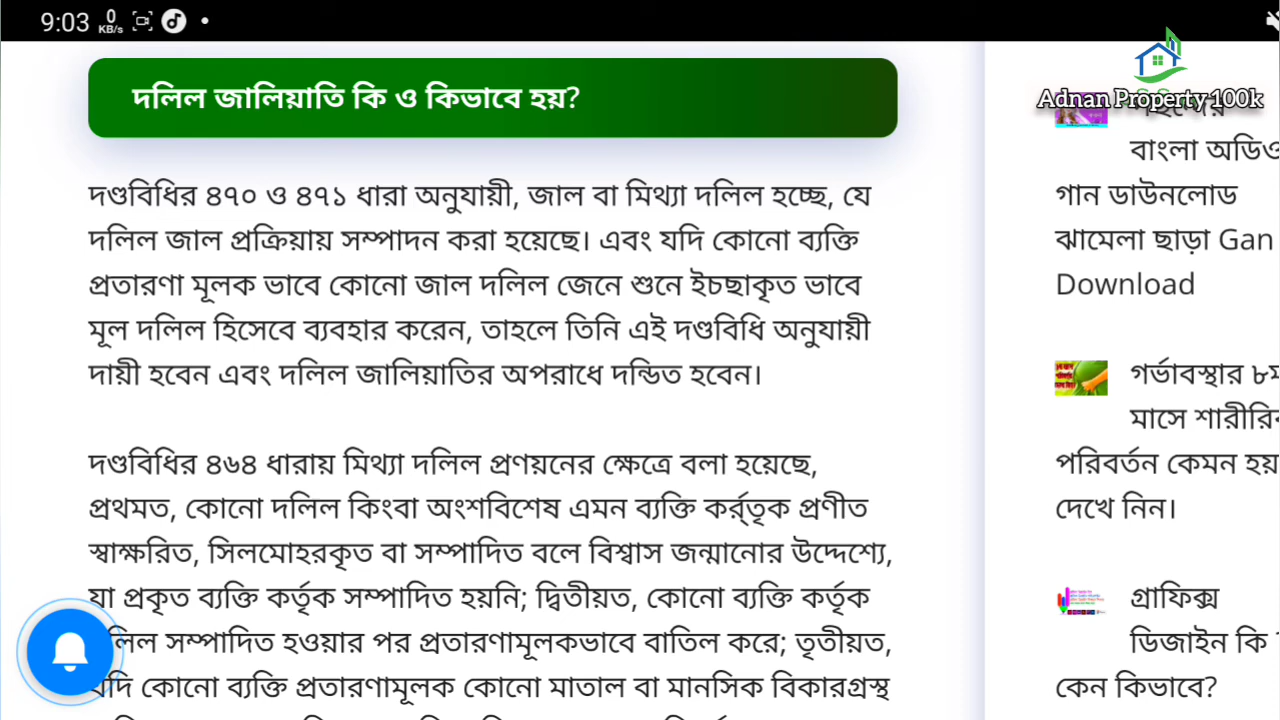 9:03 0 KB/s
Adnan Property 100k
দলিল জালিয়াতি কি ও কিভাবে হয়?
দণ্ডবিধির ৪৭০ ও ৪৭১ ধারা অনুযায়ী, জাল বা মিথ্যা দলিল হচ্ছে, যে
দলিল জাল প্রক্রিয়ায় সম্পাদন করা হয়েছে। এবং যদি কোনো ব্যক্তি
প্রতারণা মূলক ভাবে কোনো জাল দলিল জেনে শুনে ইচছাকৃত ভাবে
মূল দলিল হিসেবে ব্যবহার করেন, তাহলে তিনি এই দণ্ডবিধি অনুযায়ী
দায়ী হবেন এবং দলিল জালিয়াতির অপরাধে দন্ডিত হবেন।
দণ্ডবিধির ৪৬৪ ধারায় মিথ্যা দলিল প্রণয়নের ক্ষেত্রে বলা হয়েছে,
প্রথমত, কোনো দলিল কিংবা অংশবিশেষ এমন ব্যক্তি কর্র্তৃক প্রণীত
স্বাক্ষরিত, সিলমোহরকৃত বা সম্পাদিত বলে বিশ্বাস জন্মানোর উদ্দেশ্যে,
যা প্রকৃত ব্যক্তি কর্তৃক সম্পাদিত হয়নি; দ্বিতীয়ত, কোনো ব্যক্তি কর্তৃক
সম্পাদিত হওয়ার পর প্রতারণামূলকভাবে বাতিল করে; তৃতীয়ত,
যদি কোনো ব্যক্তি প্রতারণামূলক কোনো মাতাল বা মানসিক বিকারগ্রস্থ
বাংলা অডিও
গান ডাউনলোড
ঝামেলা ছাড়া Gan
Download
গর্ভাবস্থার ৮ম
মাসে
পরিবর্তন কেমন হয়
দেখে নিন।
গ্রাফিক্স
ডিজাইন কি
কেন কিভাবে?